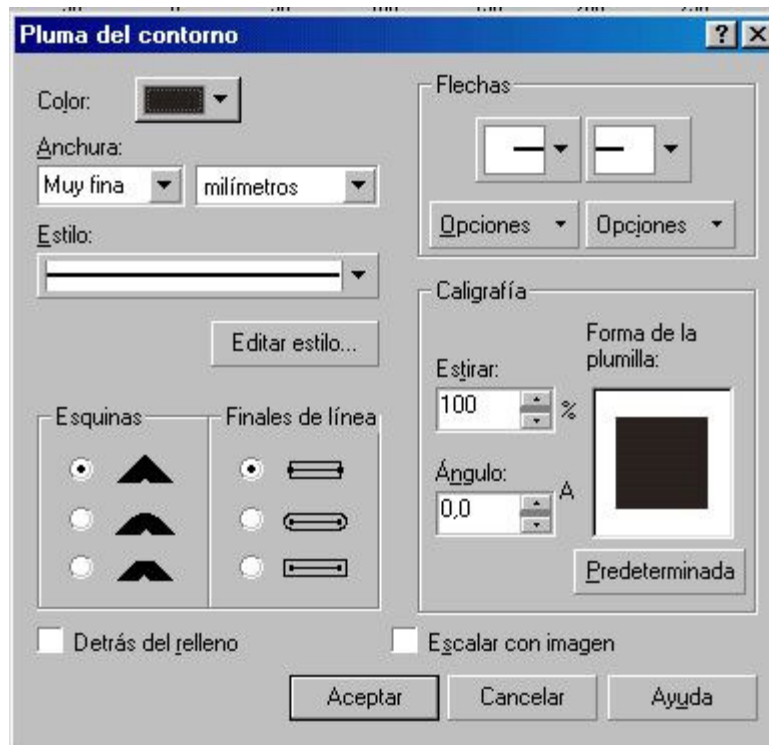 Pluma del contorno
Color:
Anchura:
Muy fina
milímetros
Estilo:
Editar estilo...
Esquinas
Finales de línea
Flechas
Opciones
Opciones
Caligrafía
Estirar:
100
%
Ángulo:
0,0
A
Forma de la
plumilla:
Predeterminada
Detrás del relleno
Escalar con imagen
Aceptar
Cancelar
Ayuda